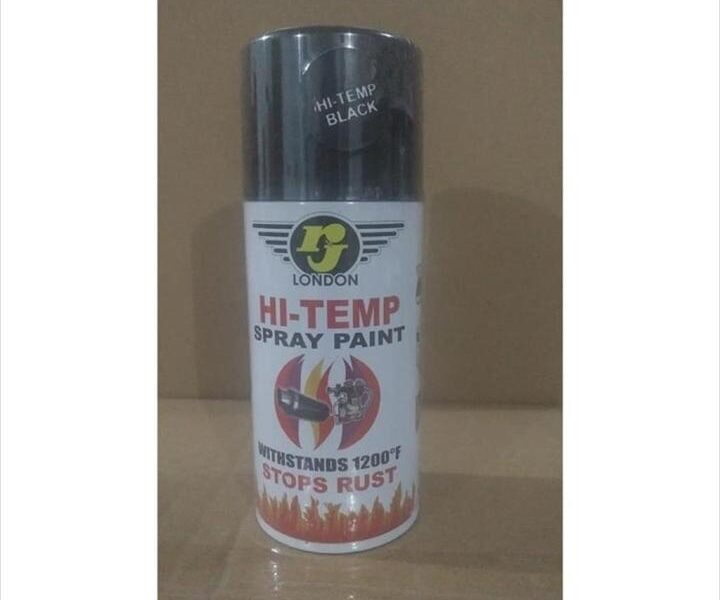 HI-TEMP
BLACK
rj
LONDON
HI-TEMP
SPRAY PAINT
WITHSTANDS 1200°F
STOPS RUST